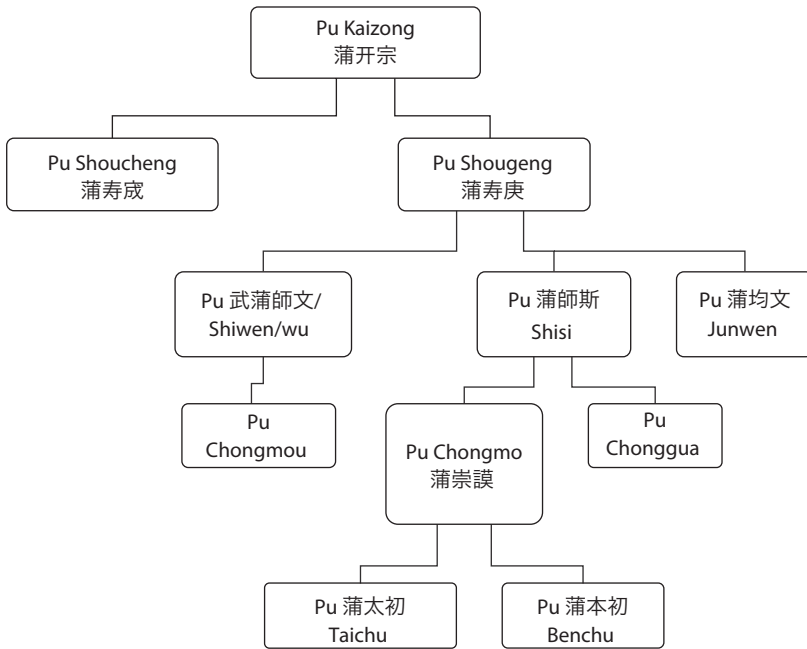 Pu Kaizong
蒲开宗
Pu Shoucheng
蒲寿宬
Pu Shougeng
蒲寿庚
Pu 武蒲師文/
Shiwen/wu
Pu 蒲師斯
Shisi
Pu 蒲均文
Junwen
Pu
Chongmou
Pu Chongmo
蒲崇謨
Pu
Chonggua
Pu 蒲太初
Taichu
Pu 蒲本初
Benchu